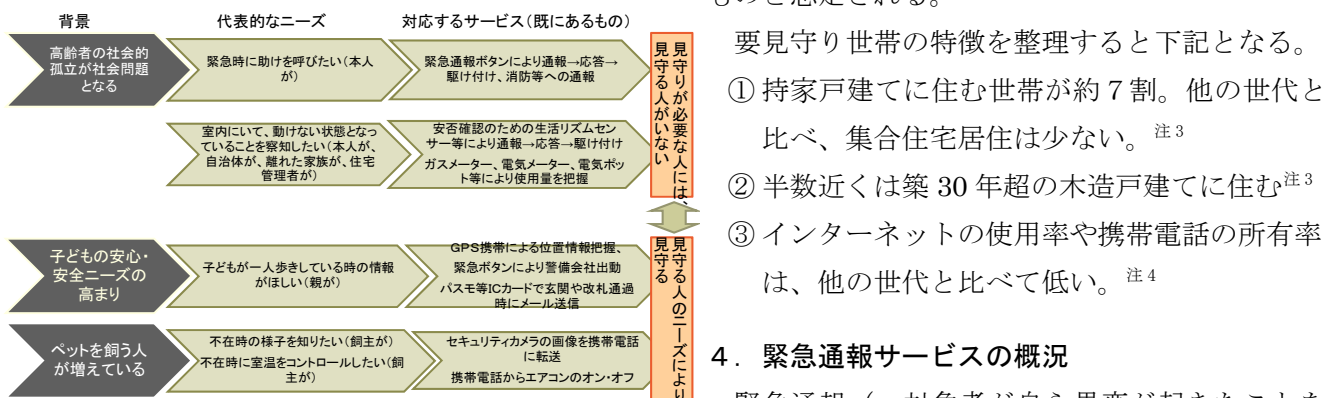 背景
代表的なニーズ
対応するサービス(既にあるもの)
高齢者の社会的
孤立が社会問題
となる
緊急時に助けを呼びたい(本人
が)
緊急通報ボタンにより通報→応答→
駆け付け、消防等への通報
室内にいて、動けない状態となっ
ていることを察知したい(本人が、
自治体が、離れた家族が、住宅
管理者が)
安否確認のための生活リズムセン
サー等により通報→応答→駆け付け
ガスメーター、電気メーター、電気ポッ
ト等により使用量を把握
見守りが必要な人には、
見守る人がいない
子どもの安心・
安全ニーズの
高まり
子どもが一人歩きしている時の情報
がほしい(親が)
GPS携帯による位置情報把握、
緊急ボタンにより警備会社出動
パスモ等ICカードで玄関や改札通過
時にメール送信
ペットを飼う人
が増えている
不在時の様子を知りたい(飼主が)
不在時に室温をコントロールしたい(飼
主が)
セキュリティカメラの画像を携帯電話
に転送
携帯電話からエアコンのオン・オフ
見守る人のニーズにより
見守る
ものと想定される。
要見守り世帯の特徴を整理すると下記となる。
① 持家戸建てに住む世帯が約7割。他の世代と
比べ、集合住宅居住は少ない。注3
② 半数近くは築 30 年超の木造戸建てに住む注3
③ インターネットの使用率や携帯電話の所有率
は、他の世代と比べて低い。注4
4．緊急通報サービスの概況